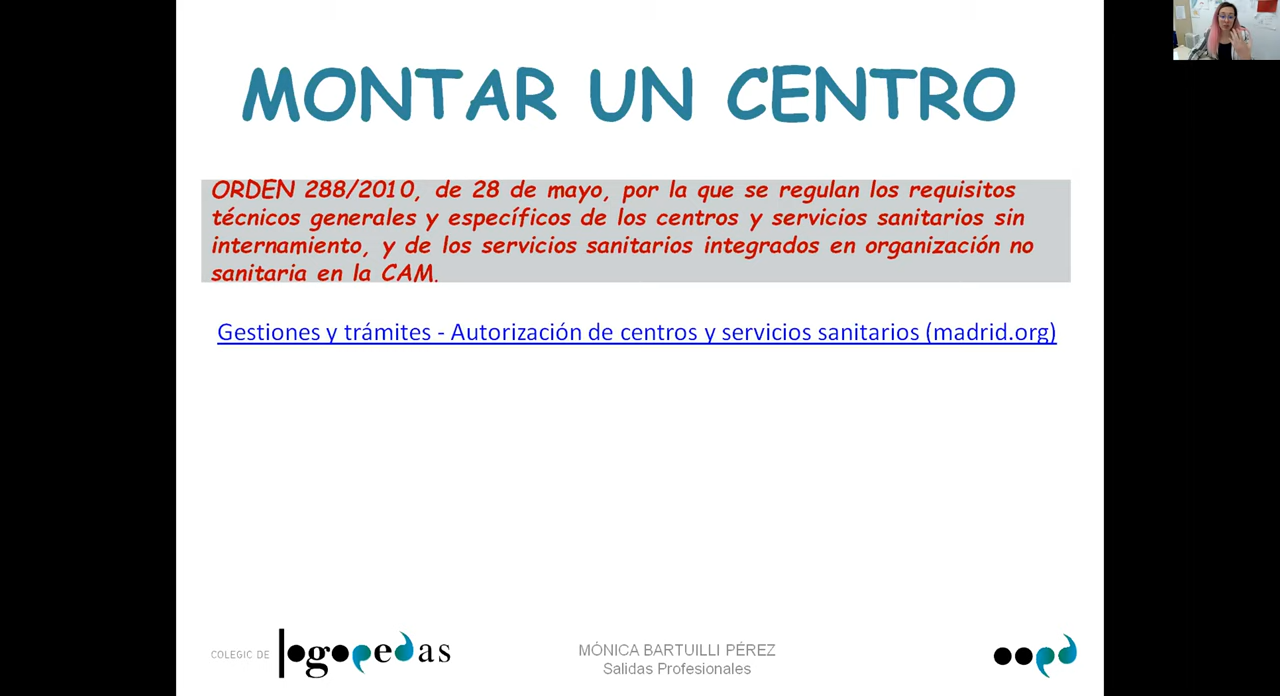 MONTAR UN CENTRO
ORDEN 288/2010, de 28 de mayo, por la que se regulan los requisitos
técnicos generales y específicos de los centros y servicios sanitarios sin
internamiento, y de los servicios sanitarios integrados en organización no
sanitaria en la CAM.
Gestiones y trámites - Autorización de centros y servicios sanitarios (madrid.org)
COLEGIC DE logopedas
MÓNICA BARTUILLI PÉREZ
Salidas Profesionales